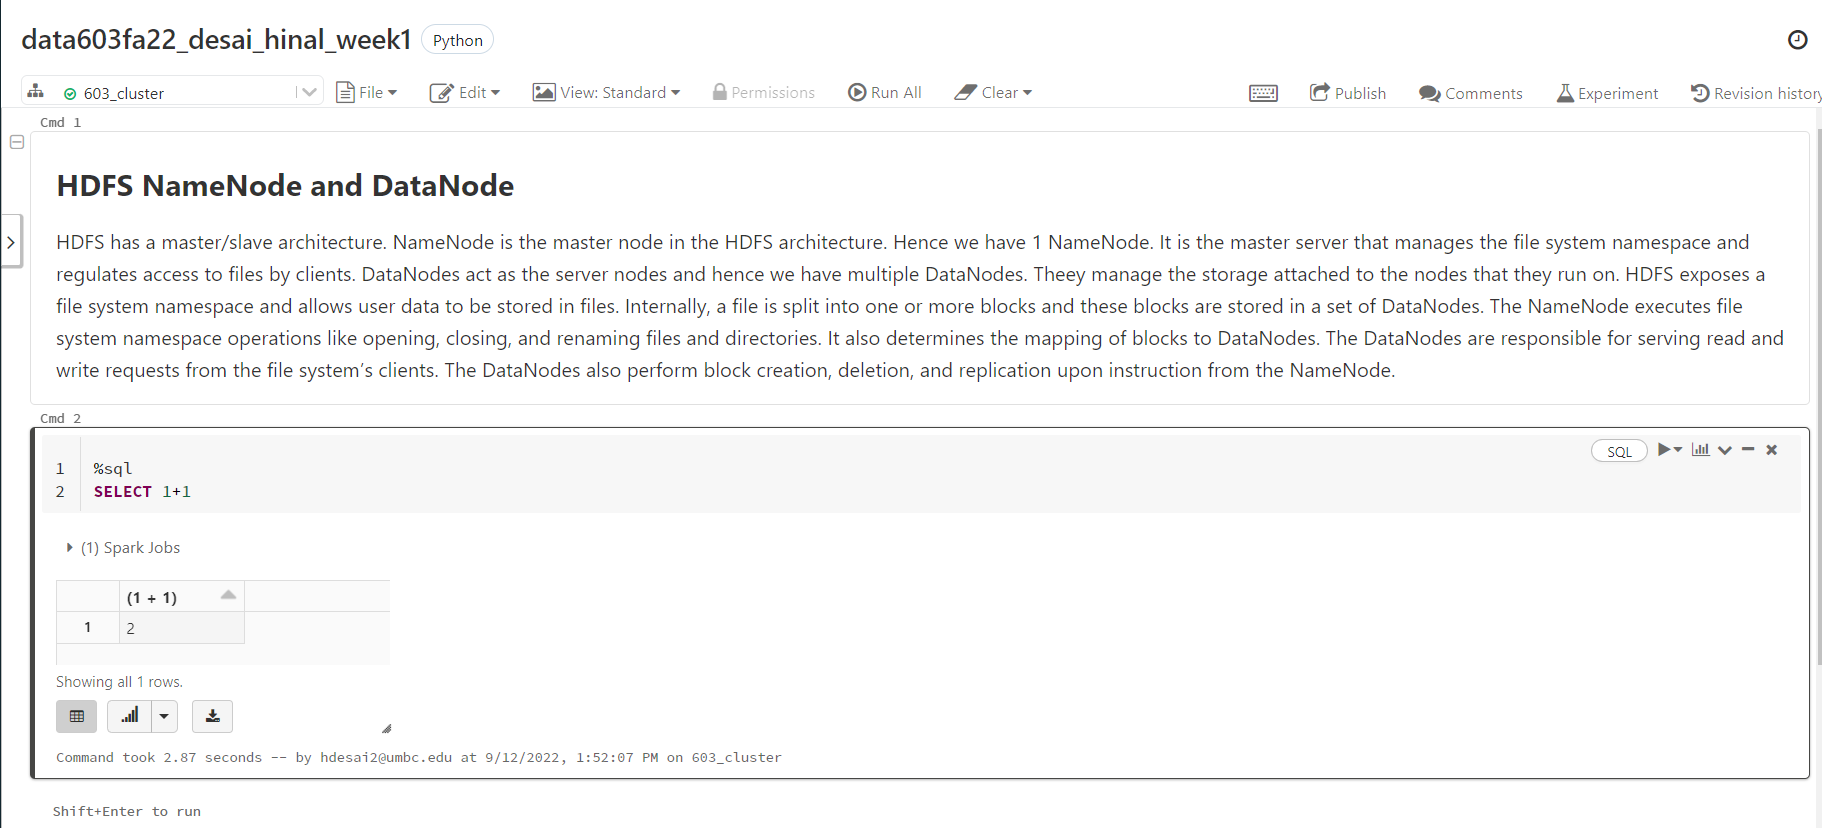 data603fa22_desai_hinal_week1 Python
603_cluster File Edit View: Standard Permissions Run All Clear Publish Comments Experiment Revision history
Cmd 1
HDFS NameNode and DataNode
HDFS has a master/slave architecture. NameNode is the master node in the HDFS architecture. Hence we have 1 NameNode. It is the master server that manages the file system namespace and
regulates access to files by clients. DataNodes act as the server nodes and hence we have multiple DataNodes. Theey manage the storage attached to the nodes that they run on. HDFS exposes a
file system namespace and allows user data to be stored in files. Internally, a file is split into one or more blocks and these blocks are stored in a set of DataNodes. The NameNode executes file
system namespace operations like opening, closing, and renaming files and directories. It also determines the mapping of blocks to DataNodes. The DataNodes are responsible for serving read and
write requests from the file system’s clients. The DataNodes also perform block creation, deletion, and replication upon instruction from the NameNode.
Cmd 2
SQL
1 %sql
2 SELECT 1+1
(1) Spark Jobs
(1 + 1)
1 2
Showing all 1 rows.
Command took 2.87 seconds -- by hdesai2@umbc.edu at 9/12/2022, 1:52:07 PM on 603_cluster
Shift+Enter to run